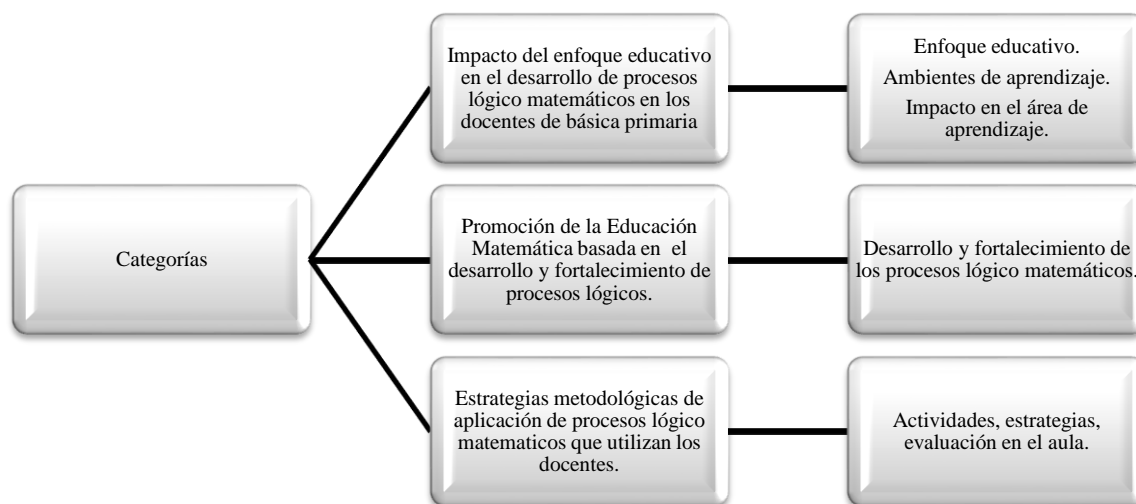 Impacto del enfoque educativo
en el desarrollo de procesos
lógico matemáticos en los
docentes de básica primaria
Enfoque educativo.
Ambientes de aprendizaje.
Impacto en el área de
aprendizaje.
Categorías
Promoción de la Educación
Matemática basada en el
desarrollo y fortalecimiento de
procesos lógicos.
Desarrollo y fortalecimiento de
los procesos lógico matemáticos.
Estrategias metodológicas de
aplicación de procesos lógico
matematicos que utilizan los
docentes.
Actividades, estrategias,
evaluación en el aula.